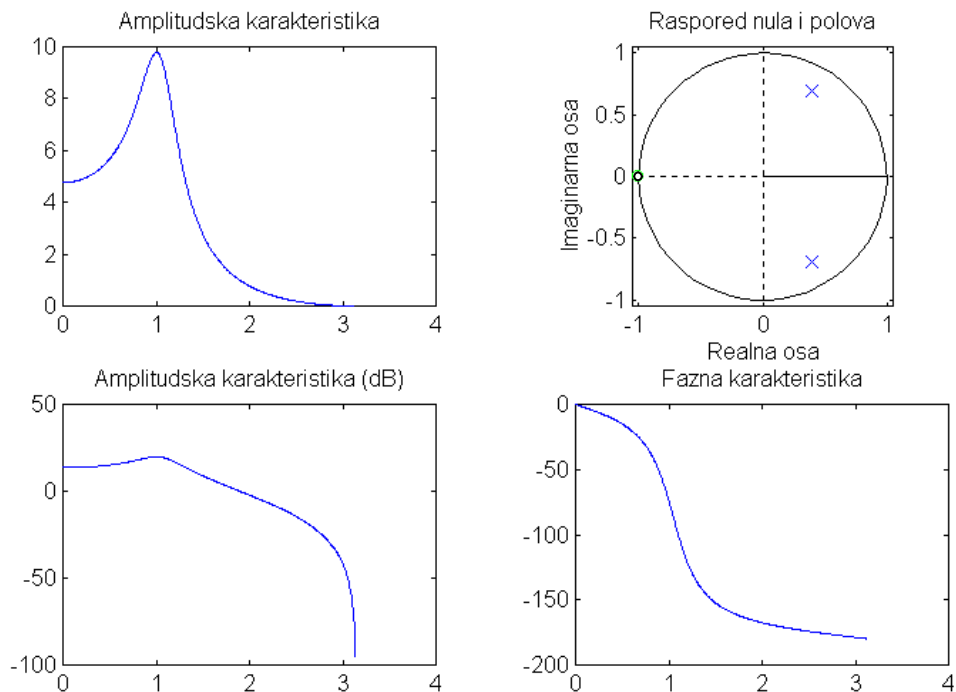 Amplitudska karakteristika
10
8
6
4
2
0
0 1 2 3 4
Raspored nula i polova
Imaginarna osa
1
0.5
0
-0.5
-1
-1 0 1
Realna osa
Amplitudska karakteristika (dB)
50
0
-50
-100
0 1 2 3 4
Fazna karakteristika
0
-50
-100
-150
-200
0 1 2 3 4